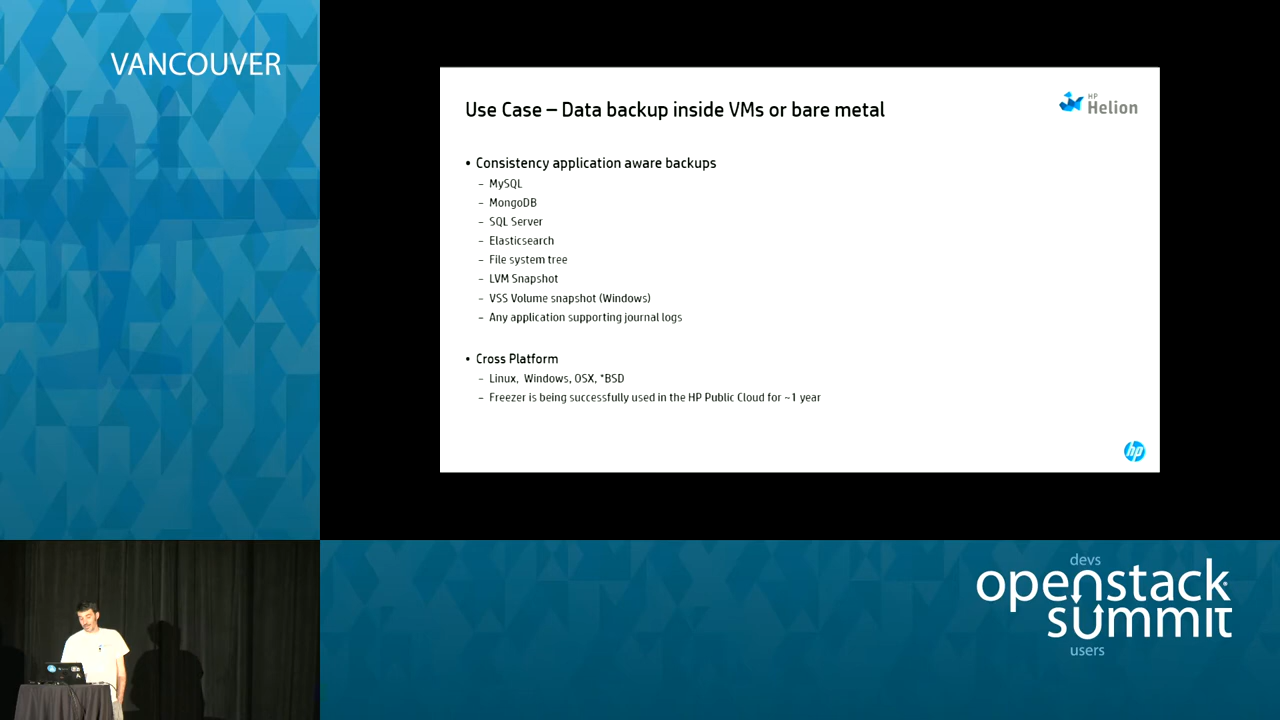 VANCOUVER
Use Case – Data backup inside VMs or bare metal
HP
Helion
• Consistency application aware backups
– MySQL
– MongoDB
– SQL Server
– Elasticsearch
– File system tree
– LVM Snapshot
– VSS Volume snapshot (Windows)
– Any application supporting journal logs
• Cross Platform
– Linux, Windows, OSX, *BSD
– Freezer is being successfully used in the HP Public Cloud for ~1 year
hp
devs
openstack
summit
users